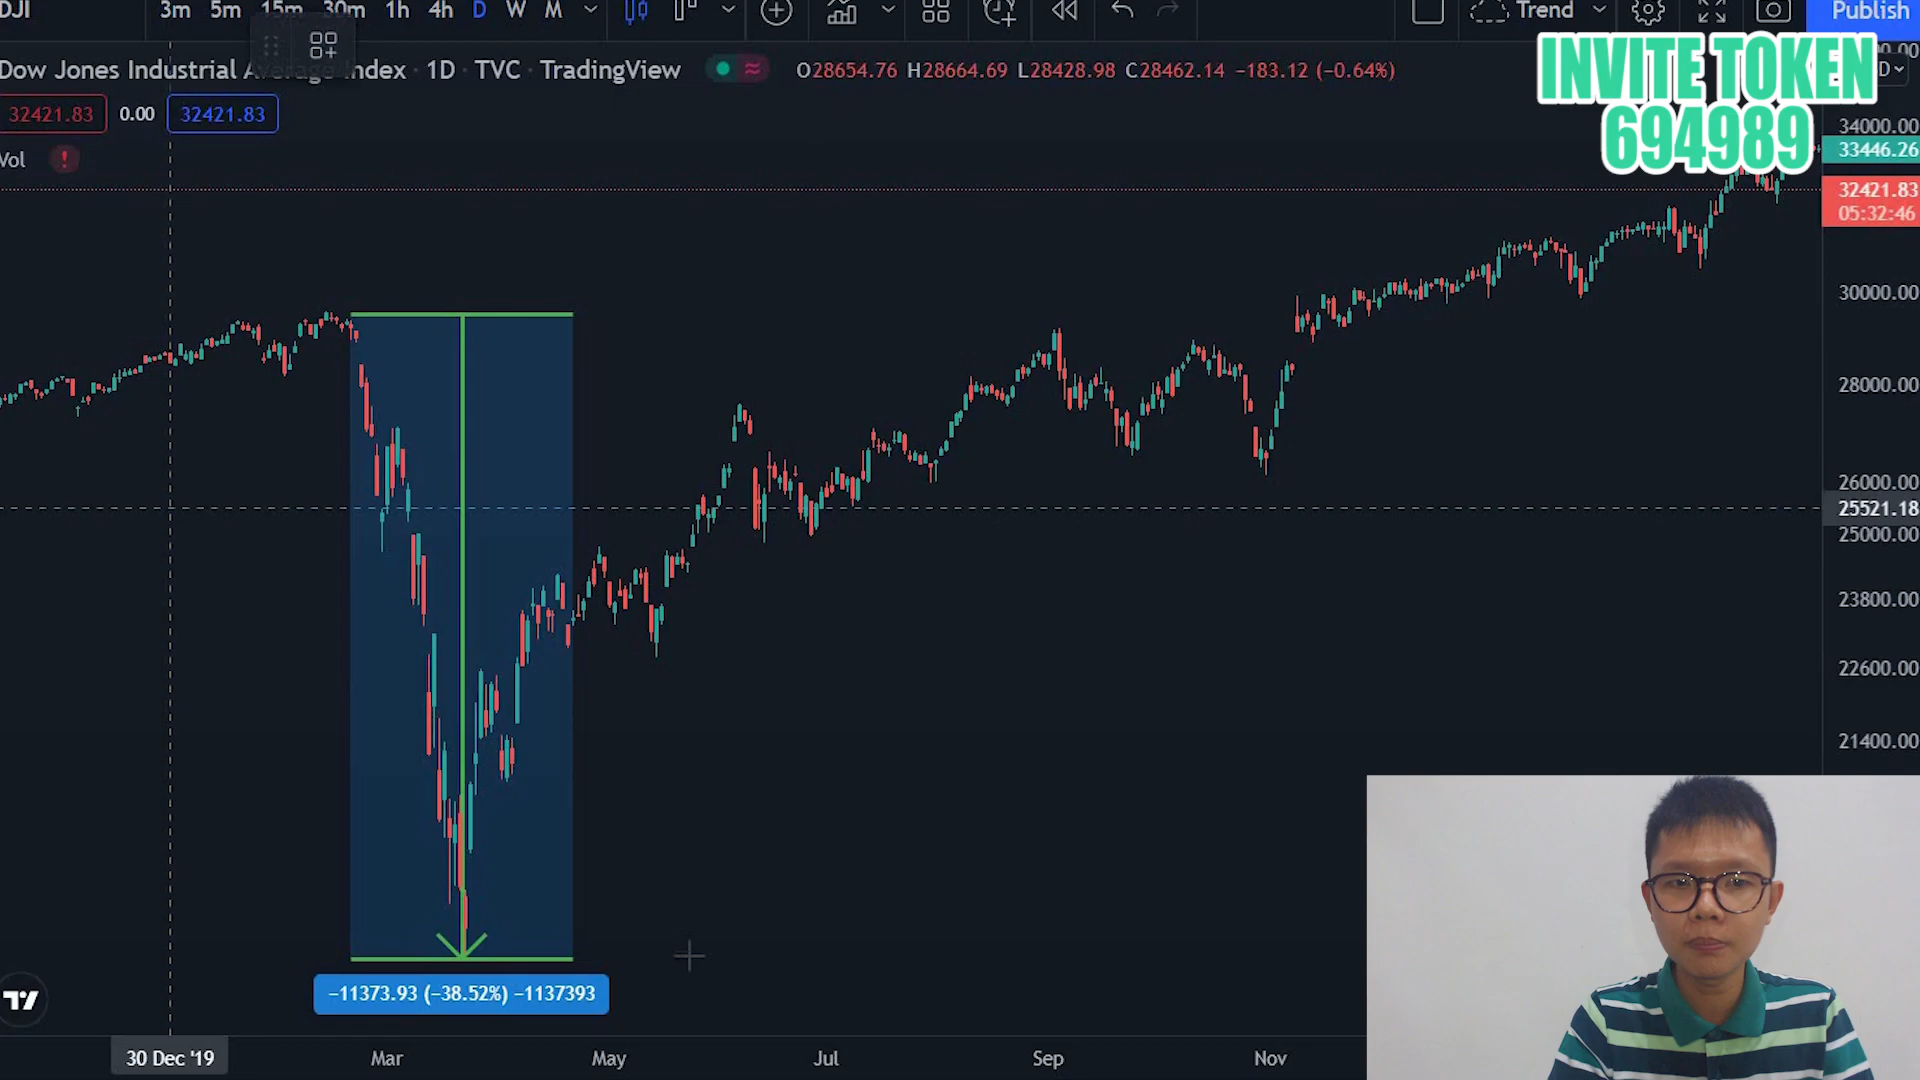 DJI 3m 5m 15m 30m 1h 4h D W M Trend Publish
Dow Jones Industrial Average Index · 1D · TVC · TradingView O28654.76 H28664.69 L28428.98 C28462.14 −183.12 (−0.64%)
INVITE TOKEN
694989
32421.83 0.00 32421.83
Vol !
34000.00
33446.26
32421.83
05:32:46
30000.00
28000.00
26000.00
25521.18
25000.00
23800.00
22600.00
21400.00
−11373.93 (−38.52%) −1137393
30 Dec '19 Mar May Jul Sep Nov